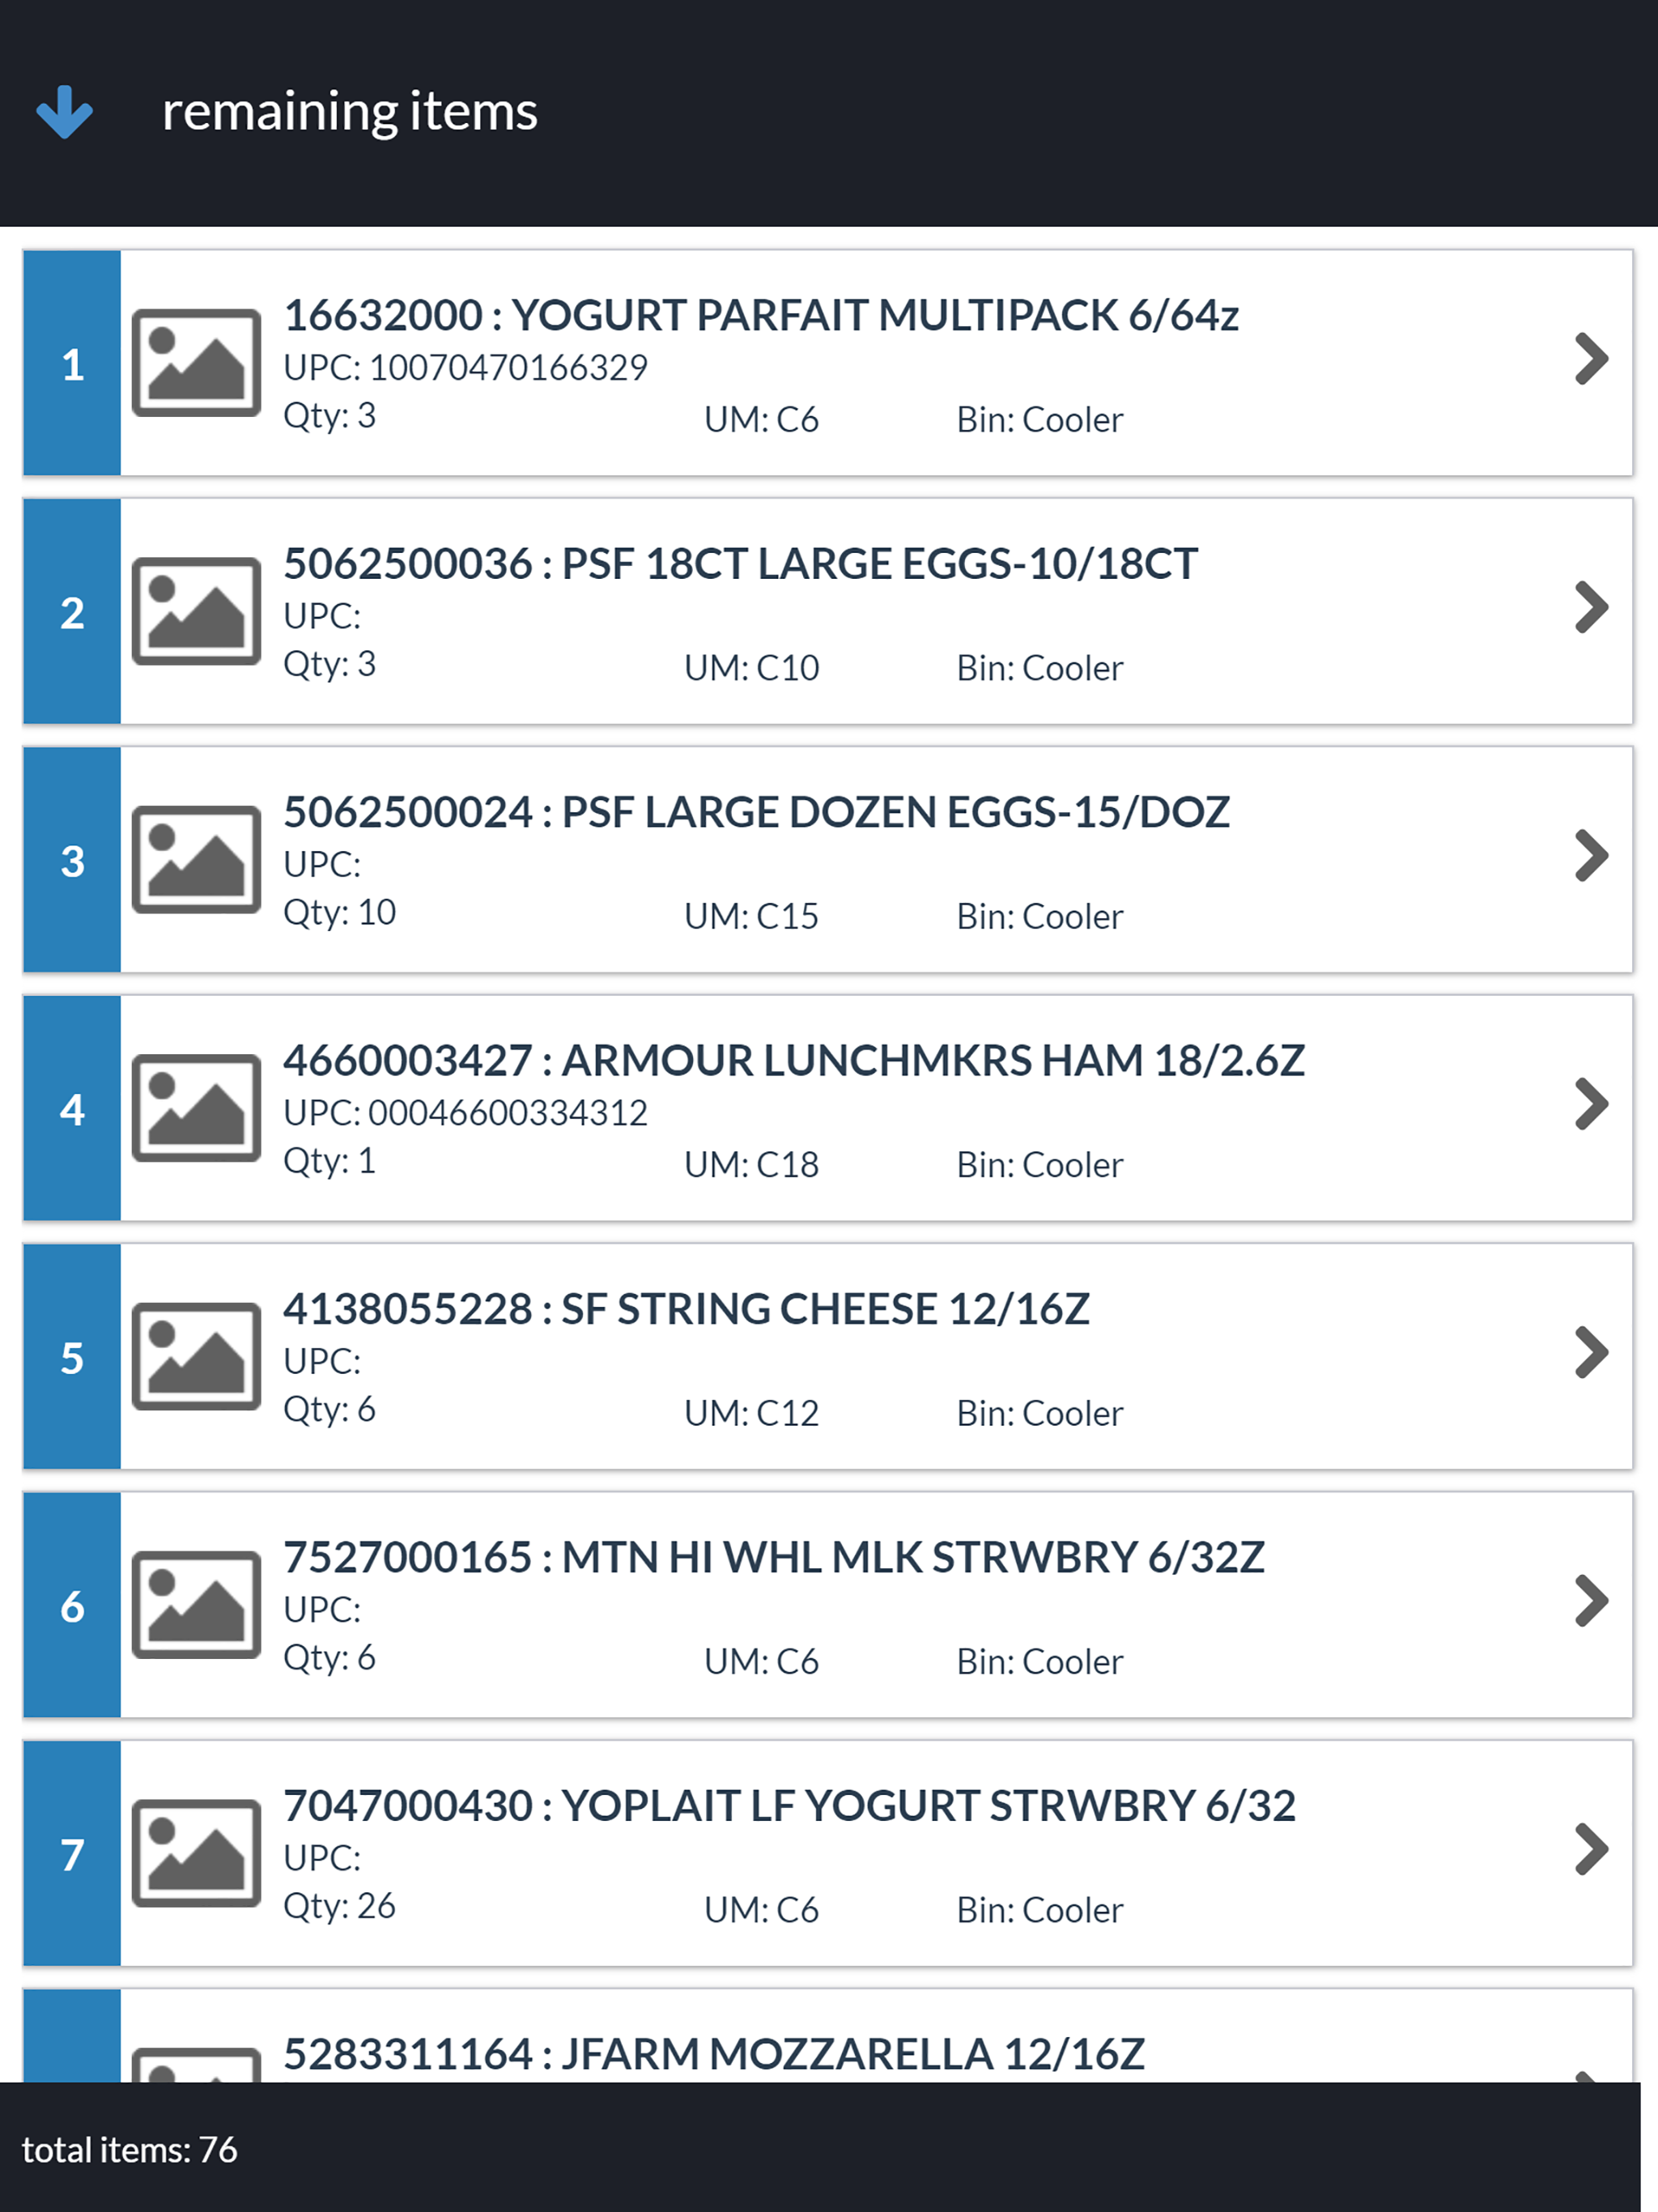 remaining items
1
16632000 : YOGURT PARFAIT MULTIPACK 6/64z
UPC: 10070470166329
Qty: 3 UM: C6 Bin: Cooler
2
5062500036 : PSF 18CT LARGE EGGS-10/18CT
UPC:
Qty: 3 UM: C10 Bin: Cooler
3
5062500024 : PSF LARGE DOZEN EGGS-15/DOZ
UPC:
Qty: 10 UM: C15 Bin: Cooler
4
4660003427 : ARMOUR LUNCHMKRS HAM 18/2.6Z
UPC: 00046600334312
Qty: 1 UM: C18 Bin: Cooler
5
4138055228 : SF STRING CHEESE 12/16Z
UPC:
Qty: 6 UM: C12 Bin: Cooler
6
7527000165 : MTN HI WHL MLK STRWBRY 6/32Z
UPC:
Qty: 6 UM: C6 Bin: Cooler
7
7047000430 : YOPLAIT LF YOGURT STRWBRY 6/32
UPC:
Qty: 26 UM: C6 Bin: Cooler
5283311164 : JFARM MOZZARELLA 12/16Z
total items: 76